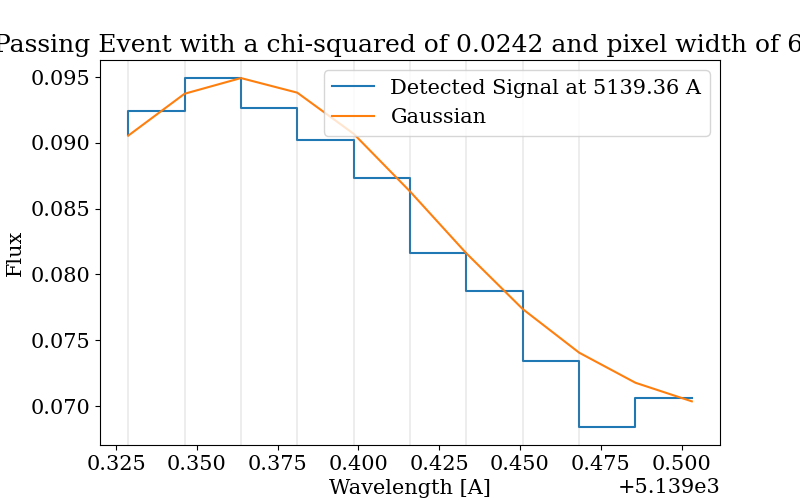 Passing Event with a chi-squared of 0.0242 and pixel width of 6
Detected Signal at 5139.36 A
Gaussian
0.095
0.090
0.085
0.080
0.075
0.070
Flux
0.325 0.350 0.375 0.400 0.425 0.450 0.475 0.500
Wavelength [A]
+5.139e3